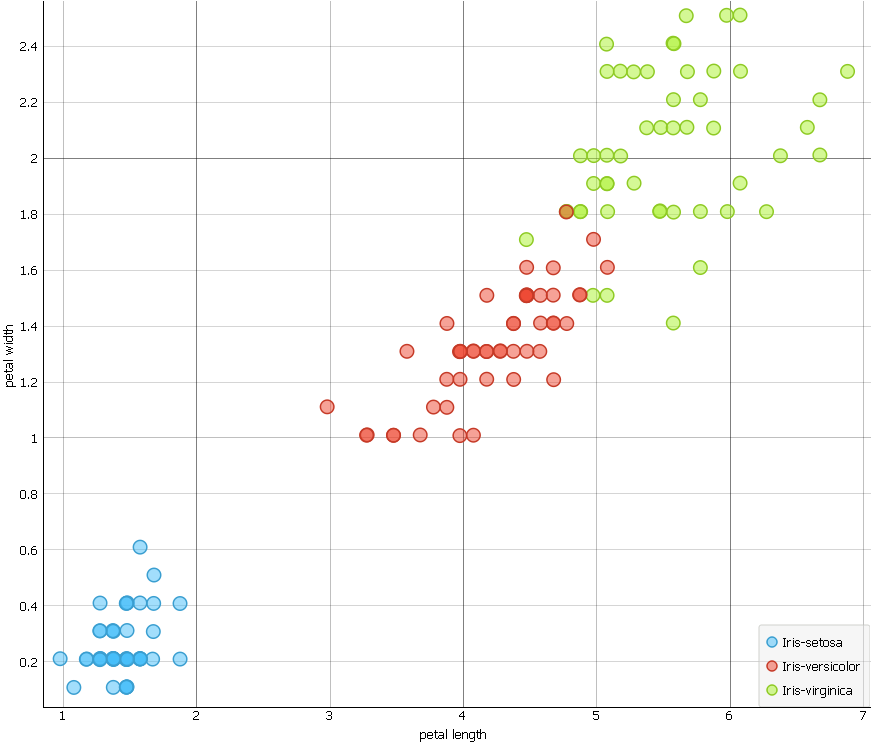 2.4
2.2
2
1.8
1.6
1.4
1.2
1
0.8
0.6
0.4
0.2
petal width
1 2 3 4 5 6 7
petal length
Iris-setosa
Iris-versicolor
Iris-virginica